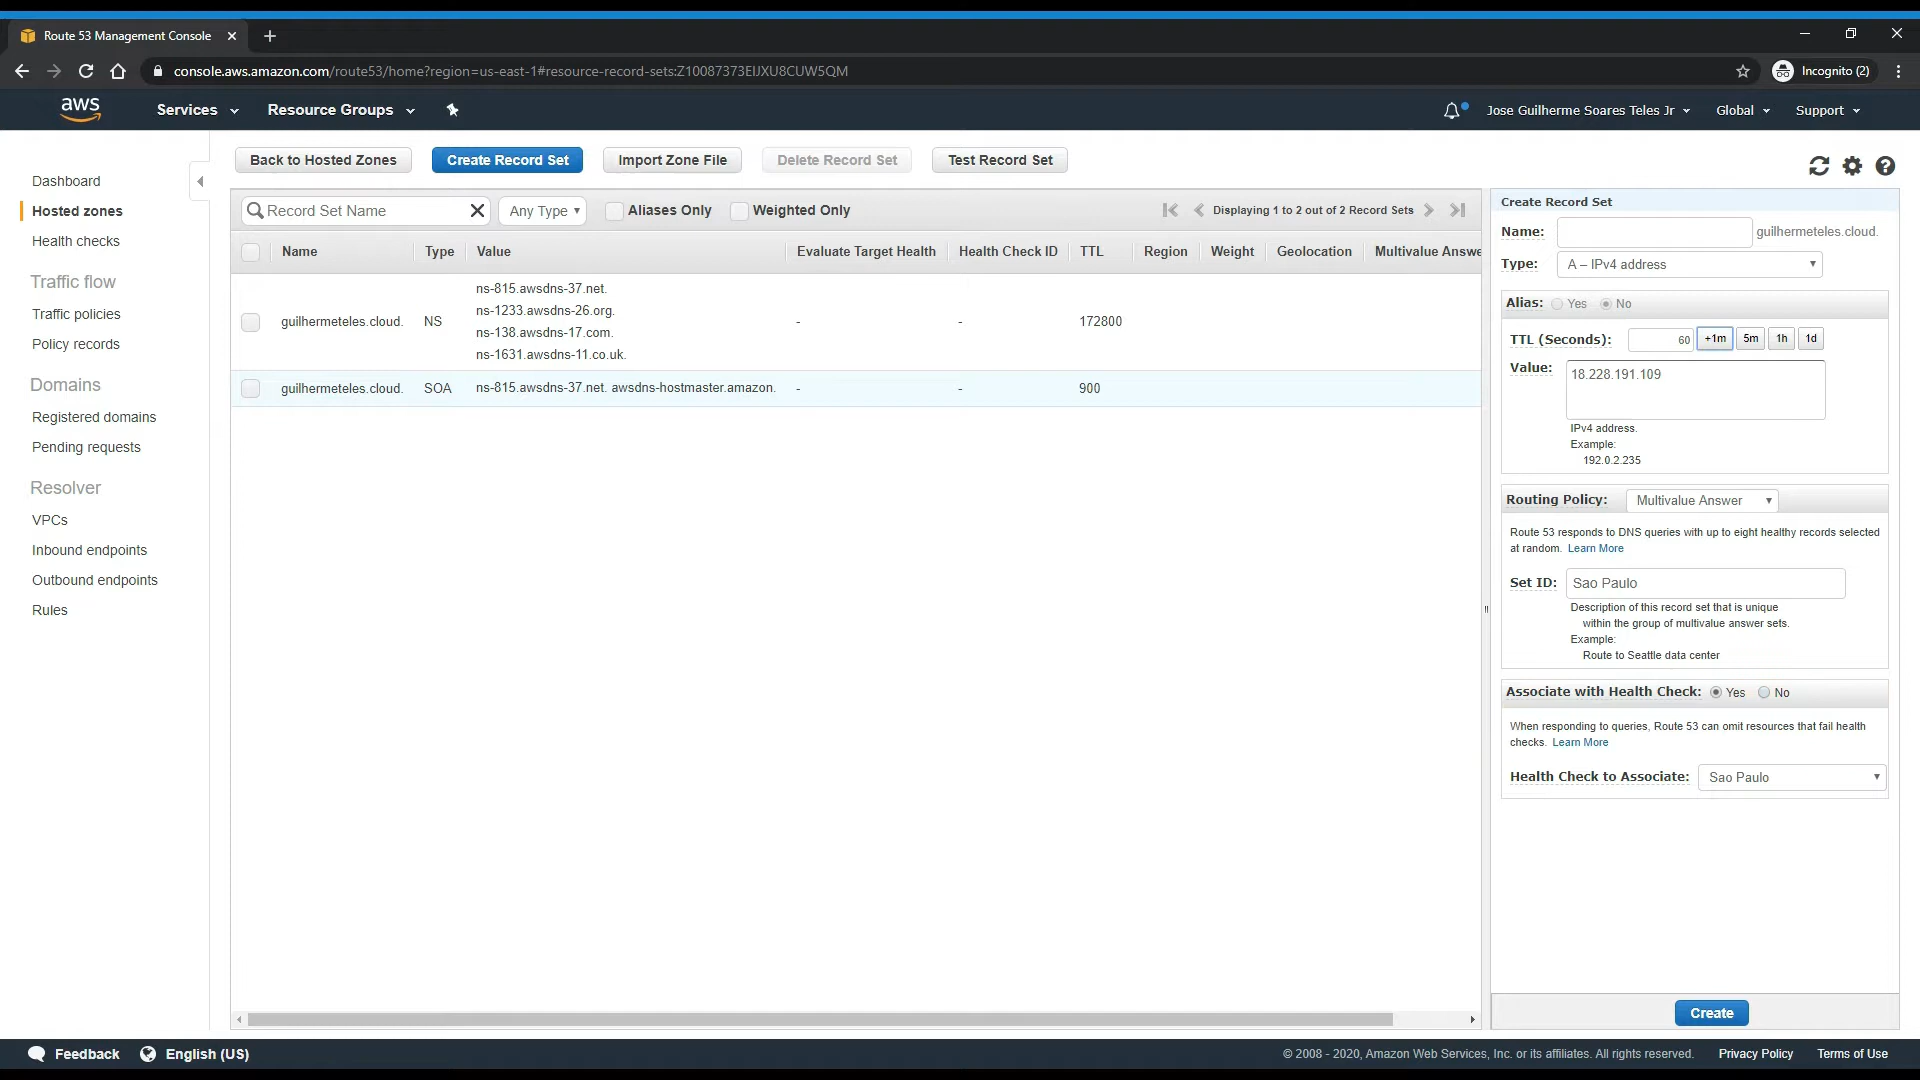 Route 53 Management Console
console.aws.amazon.com/route53/home?region=us-east-1#resource-record-sets:Z10087373EIJXU8CUW5QM
Incognito (2)
aws
Services
Resource Groups
Jose Guilherme Soares Teles Jr
Global
Support
Dashboard
Hosted zones
Health checks
Traffic flow
Traffic policies
Policy records
Domains
Registered domains
Pending requests
Resolver
VPCs
Inbound endpoints
Outbound endpoints
Rules
Back to Hosted Zones
Create Record Set
Import Zone File
Delete Record Set
Test Record Set
Record Set Name
Any Type
Aliases Only
Weighted Only
Displaying 1 to 2 out of 2 Record Sets
Name Type Value Evaluate Target Health Health Check ID TTL Region Weight Geolocation Multivalue Answe
guilhermeteles.cloud. NS
ns-815.awsdns-37.net.
ns-1233.awsdns-26.org.
ns-138.awsdns-17.com.
ns-1631.awsdns-11.co.uk.
- - 172800
guilhermeteles.cloud. SOA ns-815.awsdns-37.net. awsdns-hostmaster.amazon. - - 900
Create Record Set
Name: guilhermeteles.cloud.
Type: A – IPv4 address
Alias: Yes No
TTL (Seconds): 60 +1m 5m 1h 1d
Value: 18.228.191.109
IPv4 address.
Example:
192.0.2.235
Routing Policy: Multivalue Answer
Route 53 responds to DNS queries with up to eight healthy records selected
at random. Learn More
Set ID: Sao Paulo
Description of this record set that is unique
within the group of multivalue answer sets.
Example:
Route to Seattle data center
Associate with Health Check: Yes No
When responding to queries, Route 53 can omit resources that fail health
checks. Learn More
Health Check to Associate: Sao Paulo
Create
Feedback
English (US)
© 2008 - 2020, Amazon Web Services, Inc. or its affiliates. All rights reserved.
Privacy Policy
Terms of Use